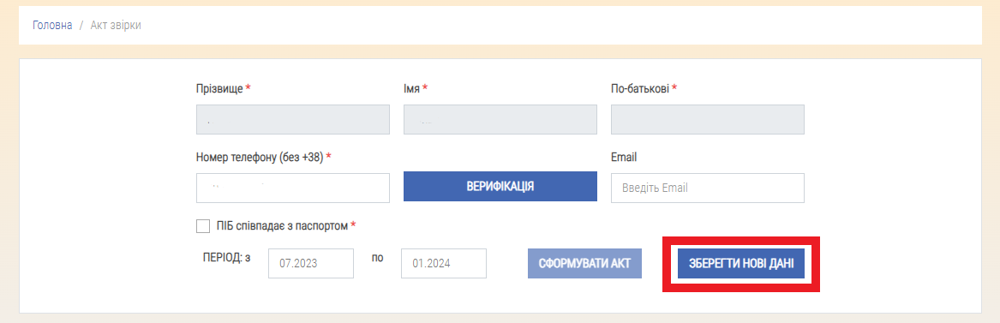 Головна / Акт звірки
Прізвище * Імя * По-батькові *
Номер телефону (без +38) * Email
ВЕРИФІКАЦІЯ Введіть Email
ПІБ співпадає з паспортом *
ПЕРІОД: з 07.2023 по 01.2024 СФОРМУВАТИ АКТ ЗБЕРЕГТИ НОВІ ДАНІ